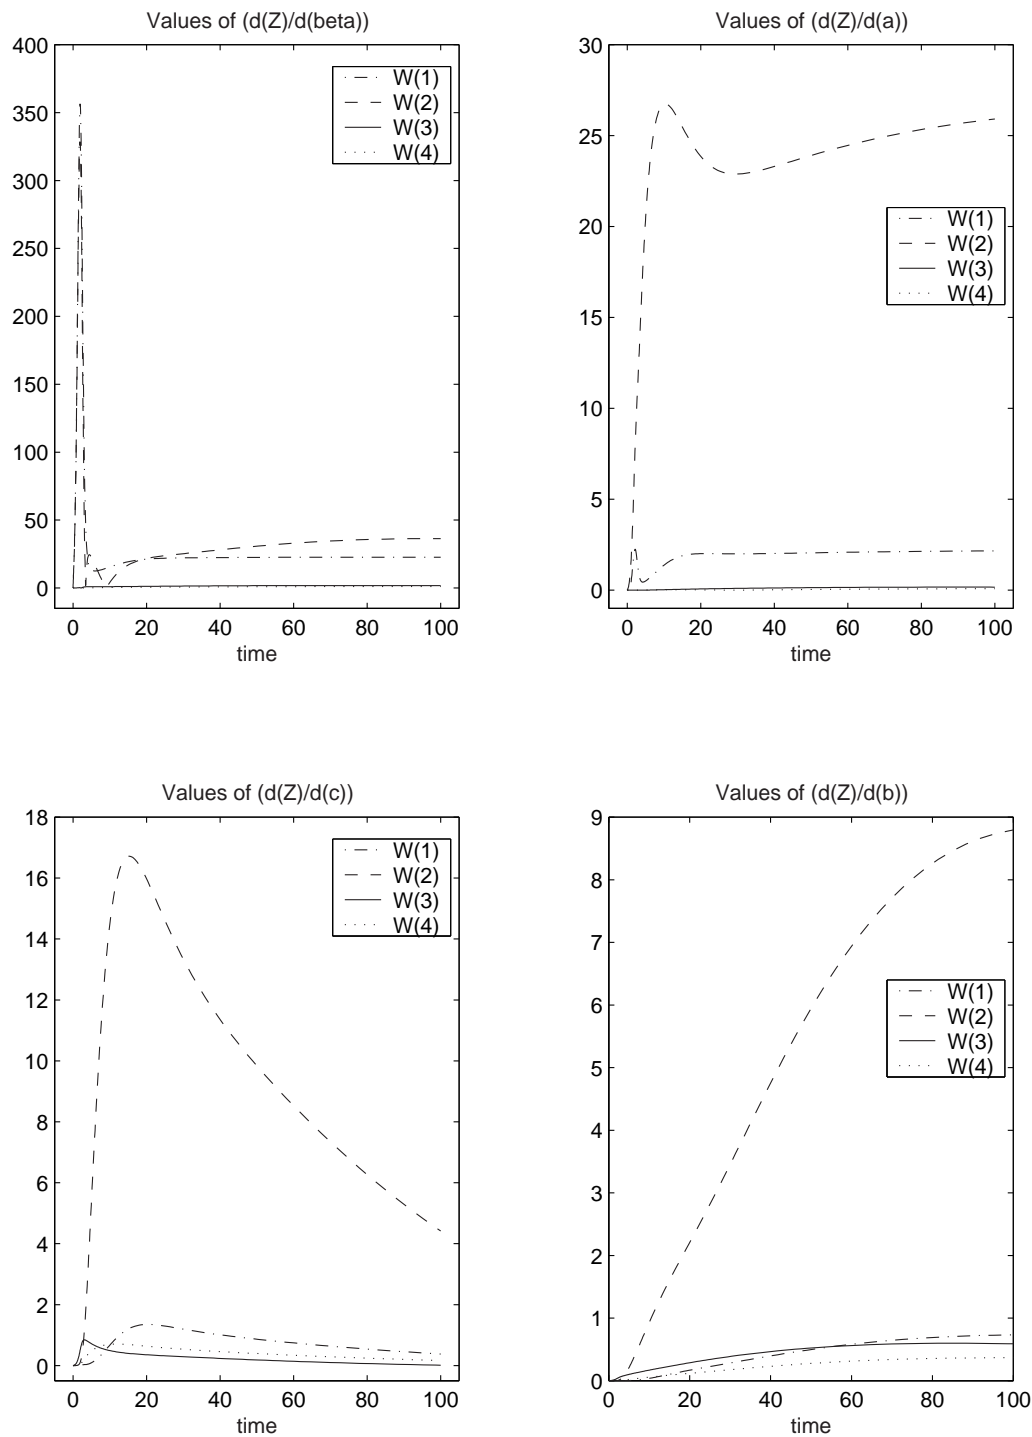 Values of (d(Z)/d(beta))
400
350
300
250
200
150
100
50
0
W(1)
W(2)
W(3)
W(4)
0 20 40 60 80 100
time
Values of (d(Z)/d(a))
30
25
20
15
10
5
0
W(1)
W(2)
W(3)
W(4)
0 20 40 60 80 100
time
Values of (d(Z)/d(c))
18
16
14
12
10
8
6
4
2
0
W(1)
W(2)
W(3)
W(4)
0 20 40 60 80 100
time
Values of (d(Z)/d(b))
9
8
7
6
5
4
3
2
1
0
W(1)
W(2)
W(3)
W(4)
0 20 40 60 80 100
time